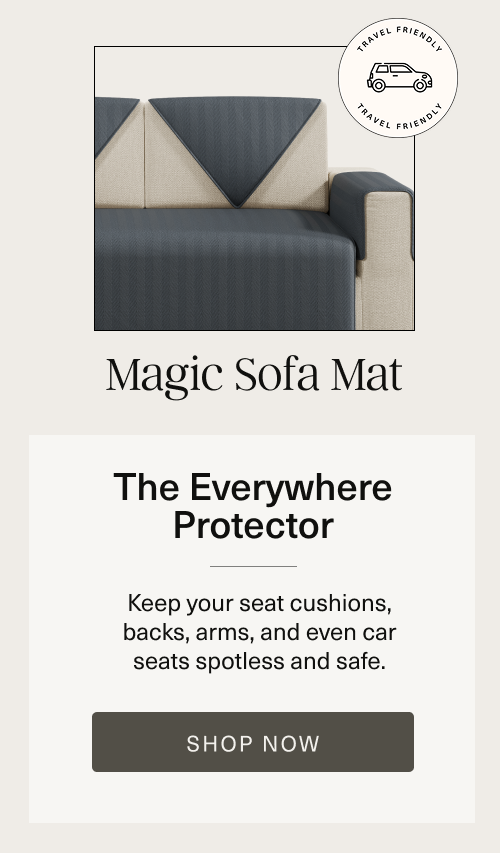 TRAVEL FRIENDLY
TRAVEL FRIENDLY
Magic Sofa Mat
The Everywhere
Protector
Keep your seat cushions,
backs, arms, and even car
seats spotless and safe.
SHOP NOW